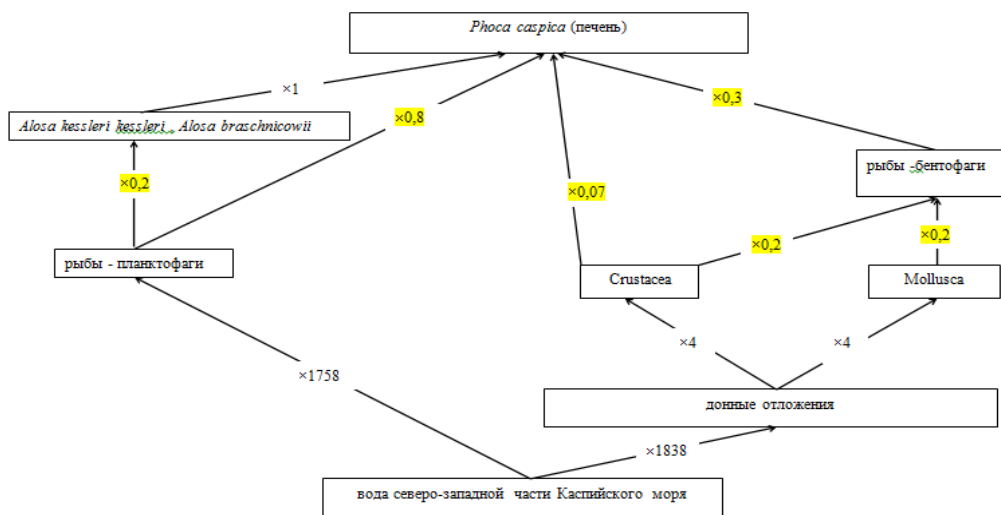 Phoca caspica (печень)
×1
×0,3
×0,8
Alosa kessleri kessleri , Alosa braschnicowii
рыбы -бентофаги
×0,2
×0,07
×0,2
×0,2
рыбы - планктофаги
Crustacea
Mollusca
×4
×4
×1758
донные отложения
×1838
вода северо-западной части Каспийского моря